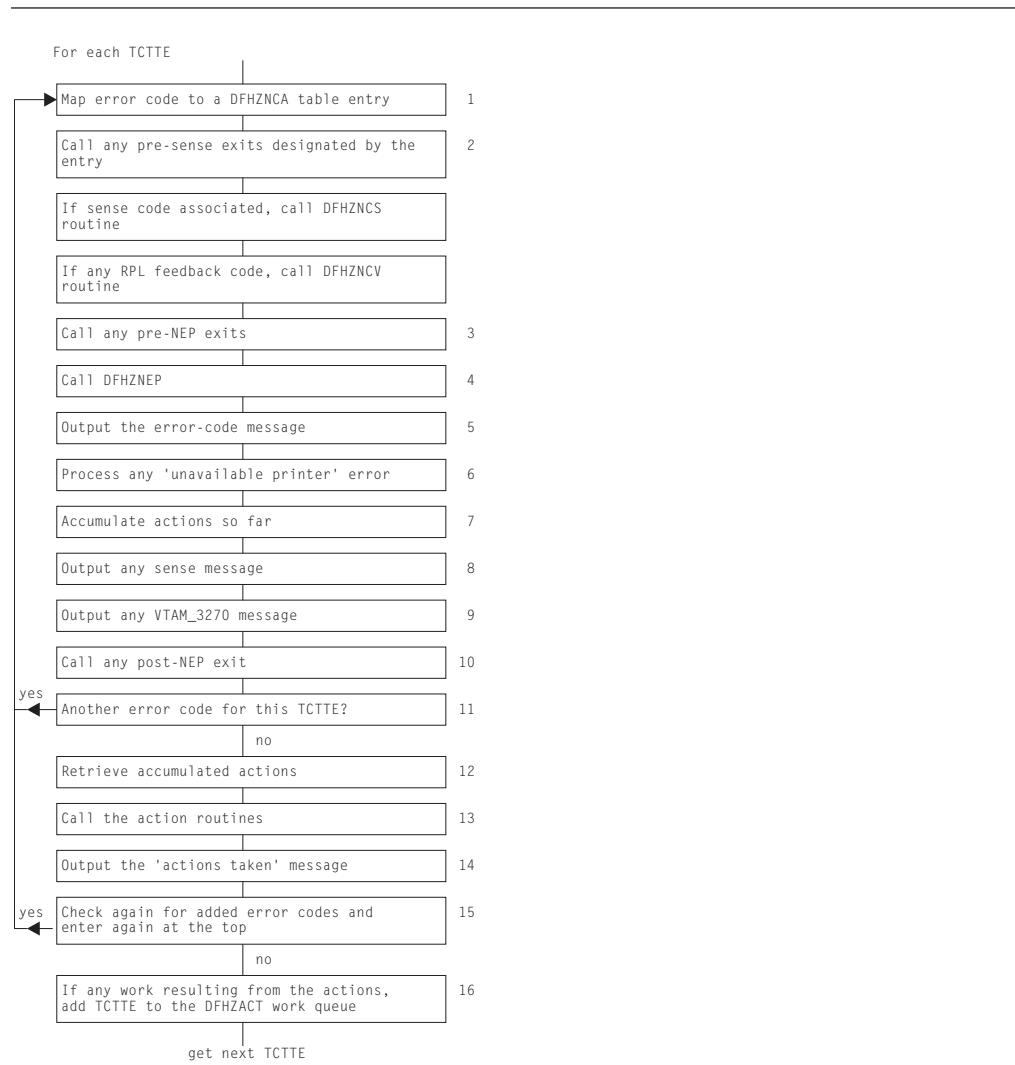 For each TCTTE
Map error code to a DFHZNCA table entry 1
Call any pre-sense exits designated by the 2
entry
If sense code associated, call DFHZNCS
routine
If any RPL feedback code, call DFHZNCV
routine
Call any pre-NEP exits 3
Call DFHZNEP 4
Output the error-code message 5
Process any 'unavailable printer' error 6
Accumulate actions so far 7
Output any sense message 8
Output any VTAM_3270 message 9
Call any post-NEP exit 10
yes
Another error code for this TCTTE? 11
no
Retrieve accumulated actions 12
Call the action routines 13
Output the 'actions taken' message 14
yes Check again for added error codes and 15
enter again at the top
no
If any work resulting from the actions, 16
add TCTTE to the DFHZACT work queue
get next TCTTE